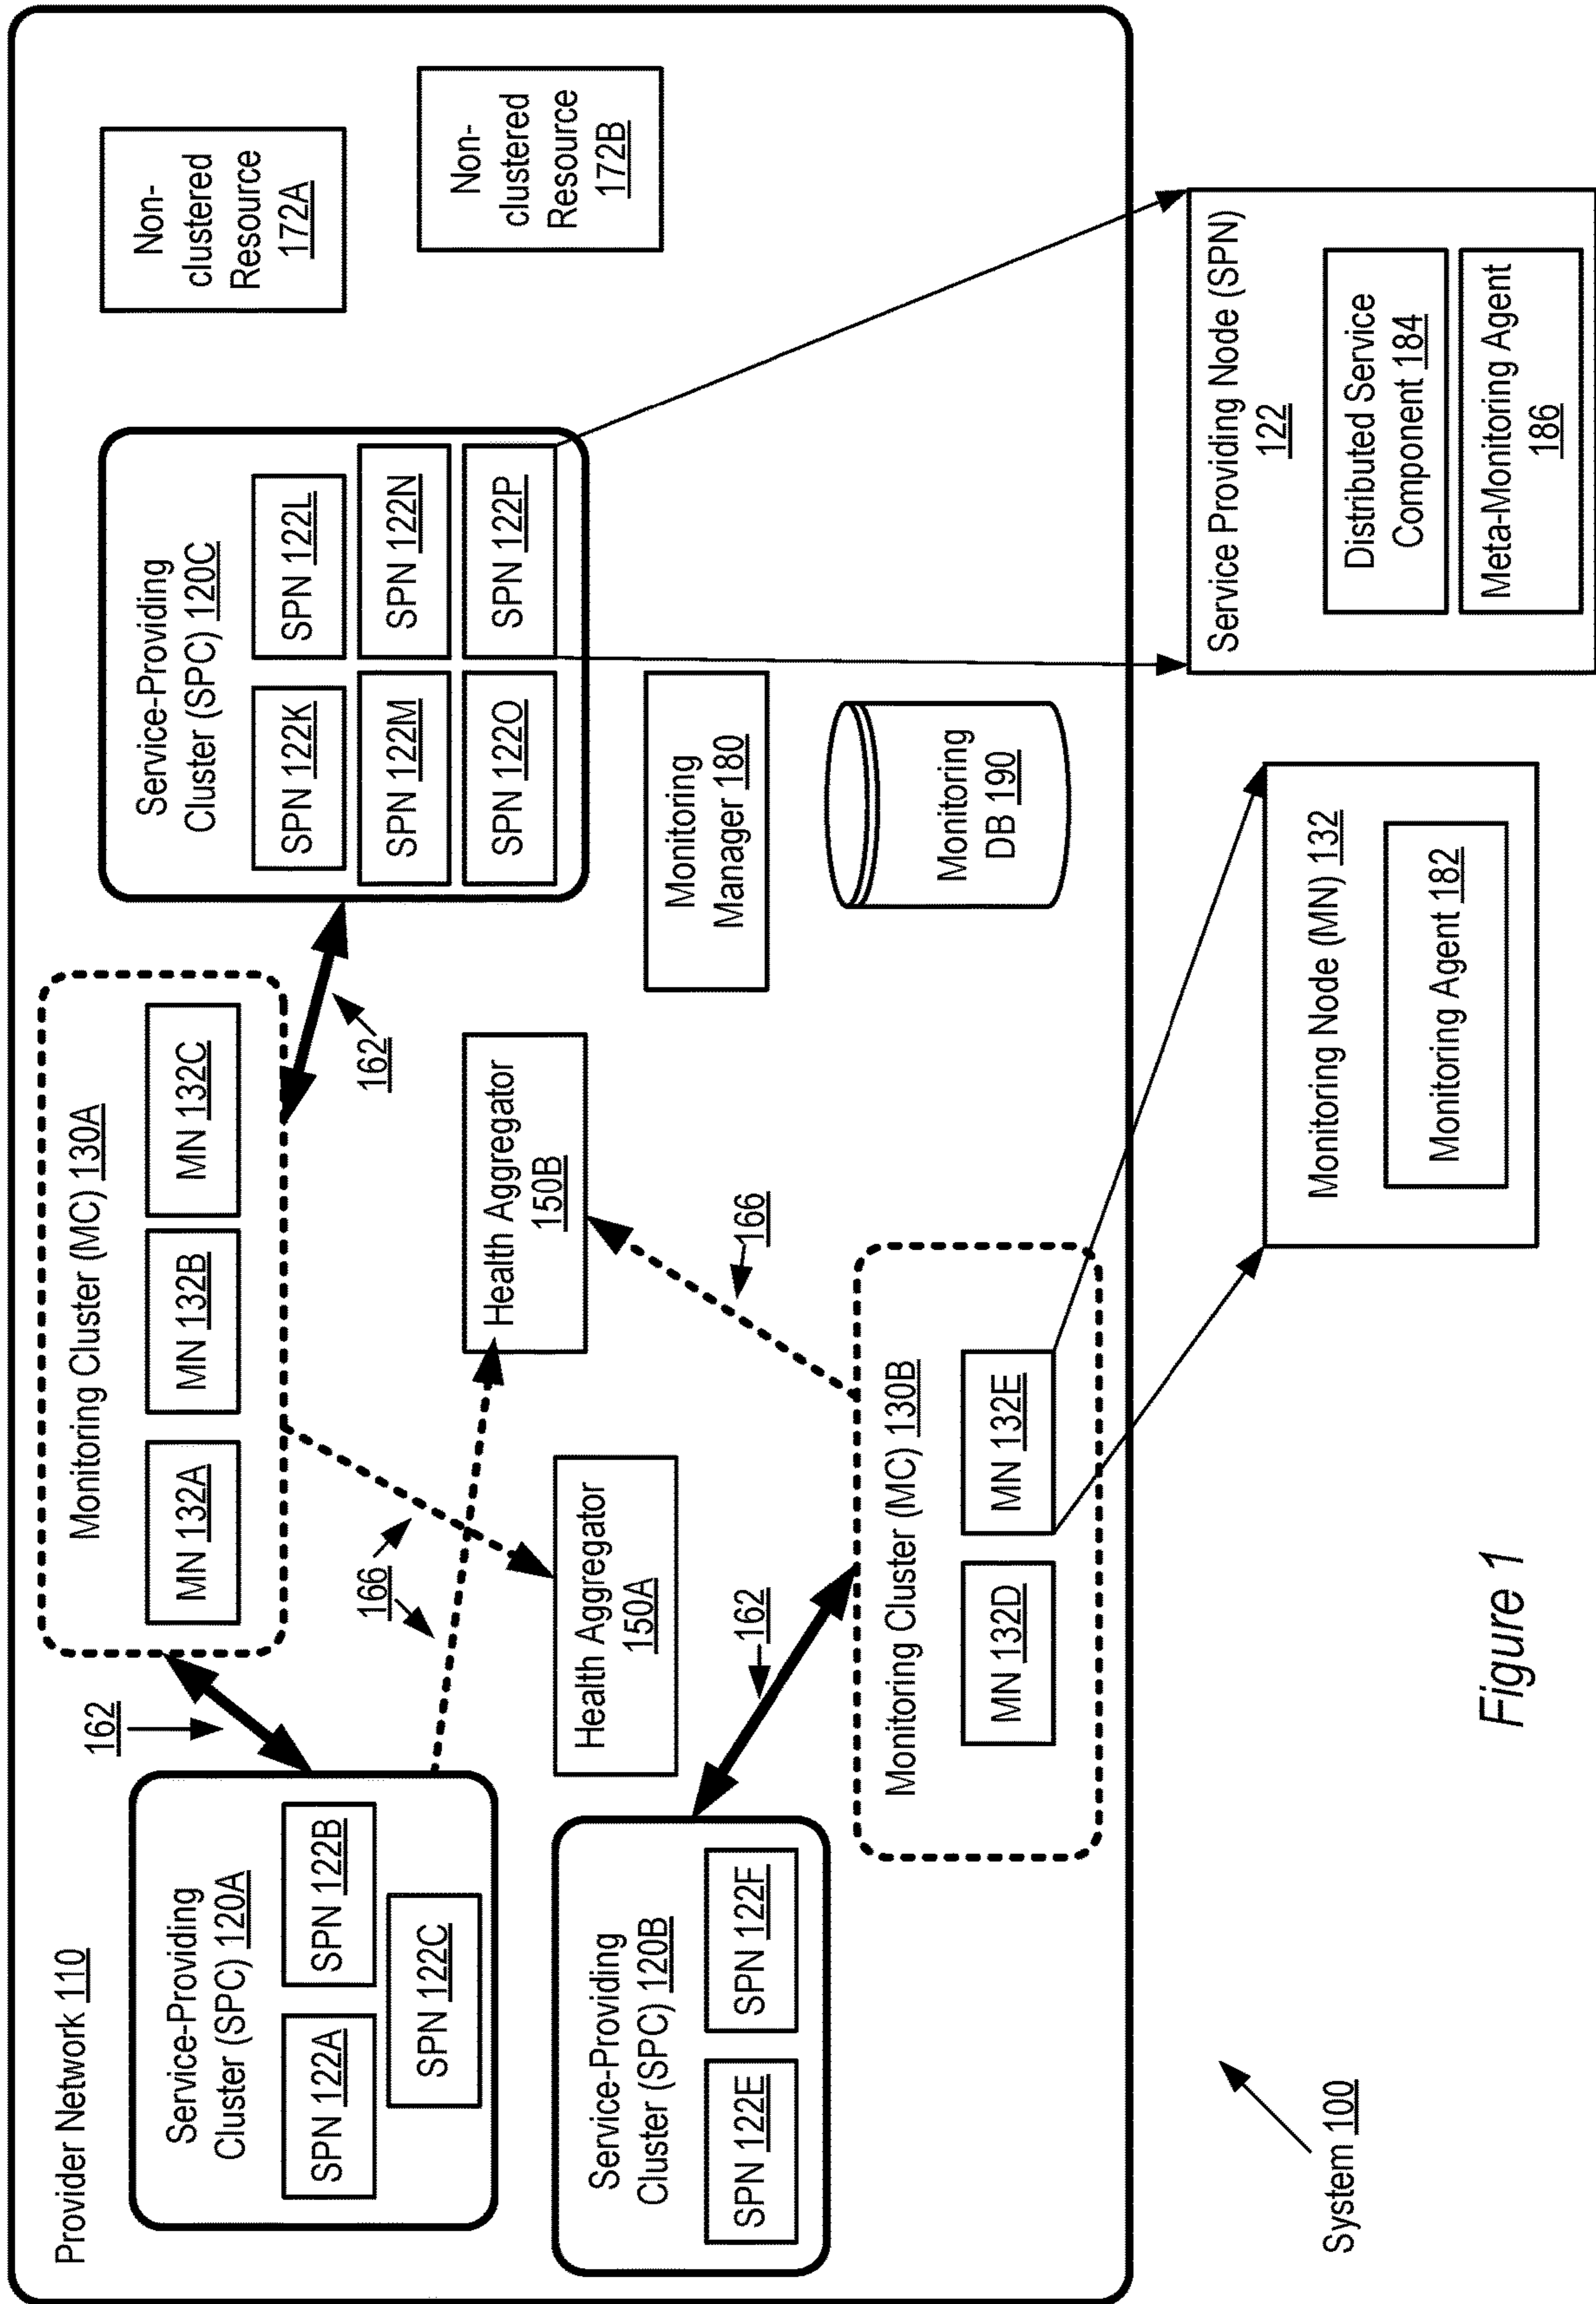 Provider Network 110
Service-Providing
Cluster (SPC) 120A
SPN 122A
SPN 122B
SPN 122C
162
Monitoring Cluster (MC) 130A
MN 132A
MN 132B
MN 132C
162
Service-Providing
Cluster (SPC) 120C
SPN 122K
SPN 122L
SPN 122M
SPN 122N
SPN 122O
SPN 122P
Non-
clustered
Resource
172A
Non-
clustered
Resource
172B
166
Health Aggregator
150B
Health Aggregator
150A
166
Service-Providing
Cluster (SPC) 120B
SPN 122E
SPN 122F
162
Monitoring Cluster (MC) 130B
MN 132D
MN 132E
Monitoring
Manager 180
Monitoring
DB 190
System 100
Monitoring Node (MN) 132
Monitoring Agent 182
Service Providing Node (SPN)
122
Distributed Service
Component 184
Meta-Monitoring Agent
186
Figure 1